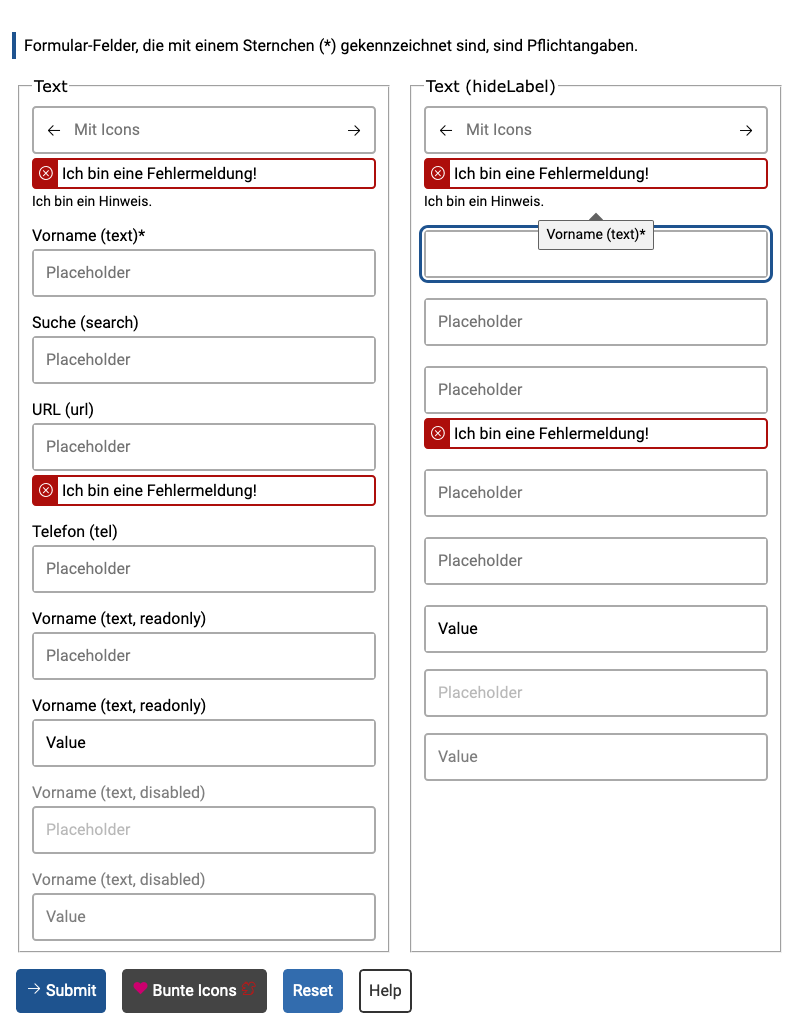 Formular-Felder, die mit einem Sternchen (*) gekennzeichnet sind, sind Pflichtangaben.
Text
Mit Icons
Ich bin eine Fehlermeldung!
Ich bin ein Hinweis.
Vorname (text)*
Placeholder
Suche (search)
Placeholder
URL (url)
Placeholder
Ich bin eine Fehlermeldung!
Telefon (tel)
Placeholder
Vorname (text, readonly)
Placeholder
Vorname (text, readonly)
Value
Vorname (text, disabled)
Placeholder
Vorname (text, disabled)
Value
Text (hideLabel)
Mit Icons
Ich bin eine Fehlermeldung!
Ich bin ein Hinweis.
Vorname (text)*
Placeholder
Placeholder
Ich bin eine Fehlermeldung!
Placeholder
Placeholder
Value
Placeholder
Value
Submit
Bunte Icons
Reset
Help